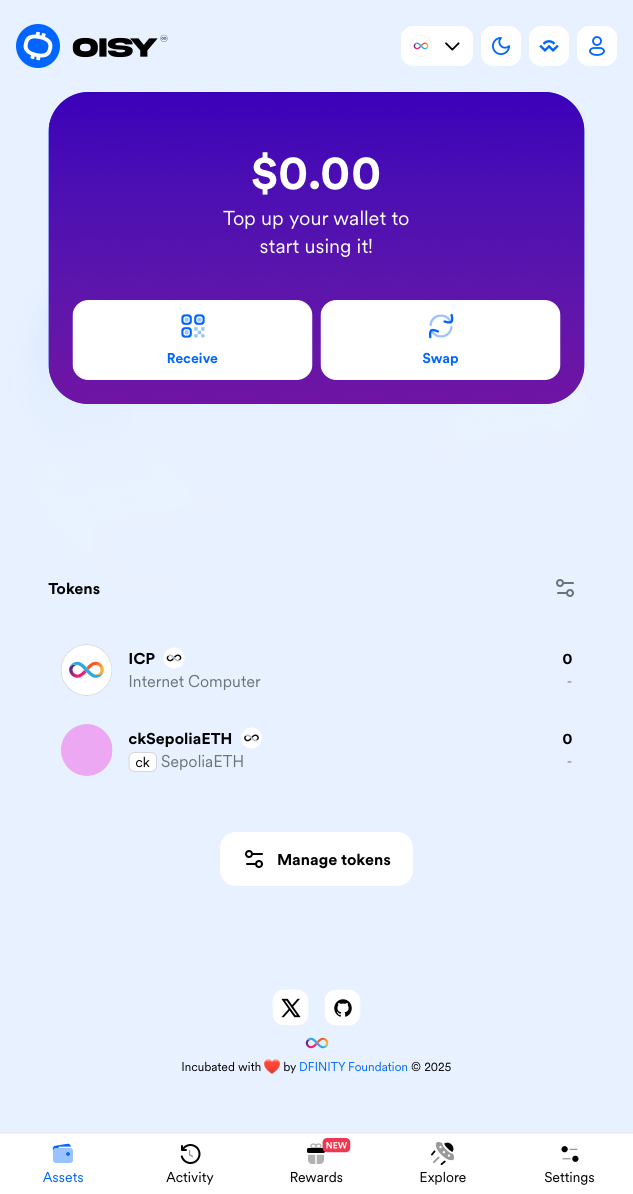 OISY
$0.00
Top up your wallet to
start using it!
Receive
Swap
Tokens
ICP
0
Internet Computer
-
ckSepoliaETH
0
ck SepoliaETH
-
Manage tokens
Incubated with ❤️ by DFINITY Foundation © 2025
NEW
Assets
Activity
Rewards
Explore
Settings